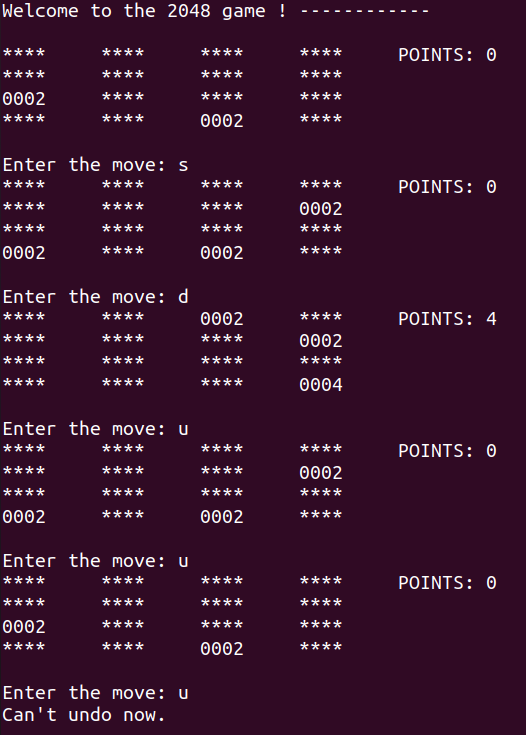 Welcome to the 2048 game ! ------------
**** **** **** **** POINTS: 0
**** **** **** ****
0002 **** **** ****
**** **** 0002 ****
Enter the move: s
**** **** **** **** POINTS: 0
**** **** **** 0002
**** **** **** ****
0002 **** 0002 ****
Enter the move: d
**** **** 0002 **** POINTS: 4
**** **** **** 0002
**** **** **** ****
**** **** **** 0004
Enter the move: u
**** **** **** **** POINTS: 0
**** **** **** 0002
**** **** **** ****
0002 **** 0002 ****
Enter the move: u
**** **** **** **** POINTS: 0
**** **** **** ****
0002 **** **** ****
**** **** 0002 ****
Enter the move: u
Can't undo now.